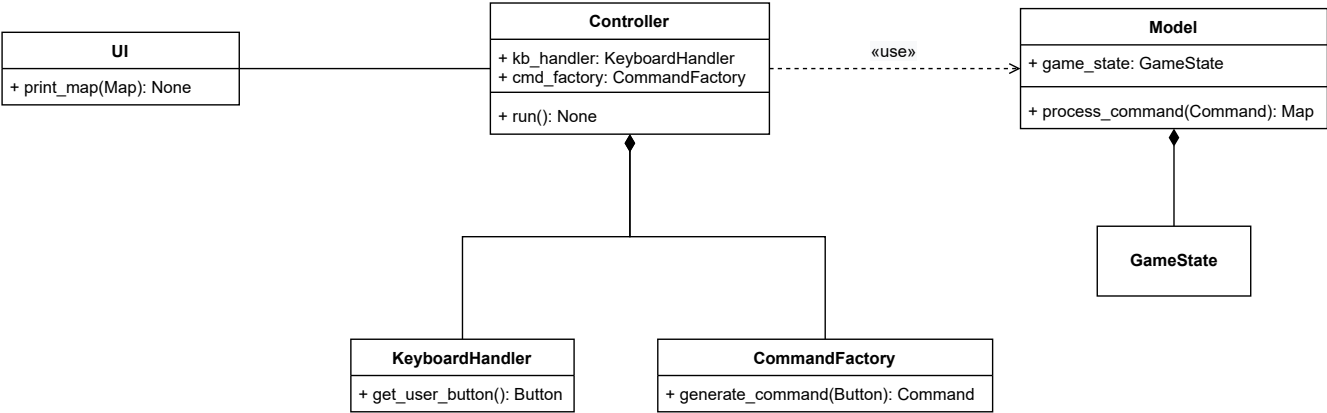 UI
+ print_map(Map): None
Controller
+ kb_handler: KeyboardHandler
+ cmd_factory: CommandFactory
+ run(): None
«use»
Model
+ game_state: GameState
+ process_command(Command): Map
GameState
KeyboardHandler
+ get_user_button(): Button
CommandFactory
+ generate_command(Button): Command